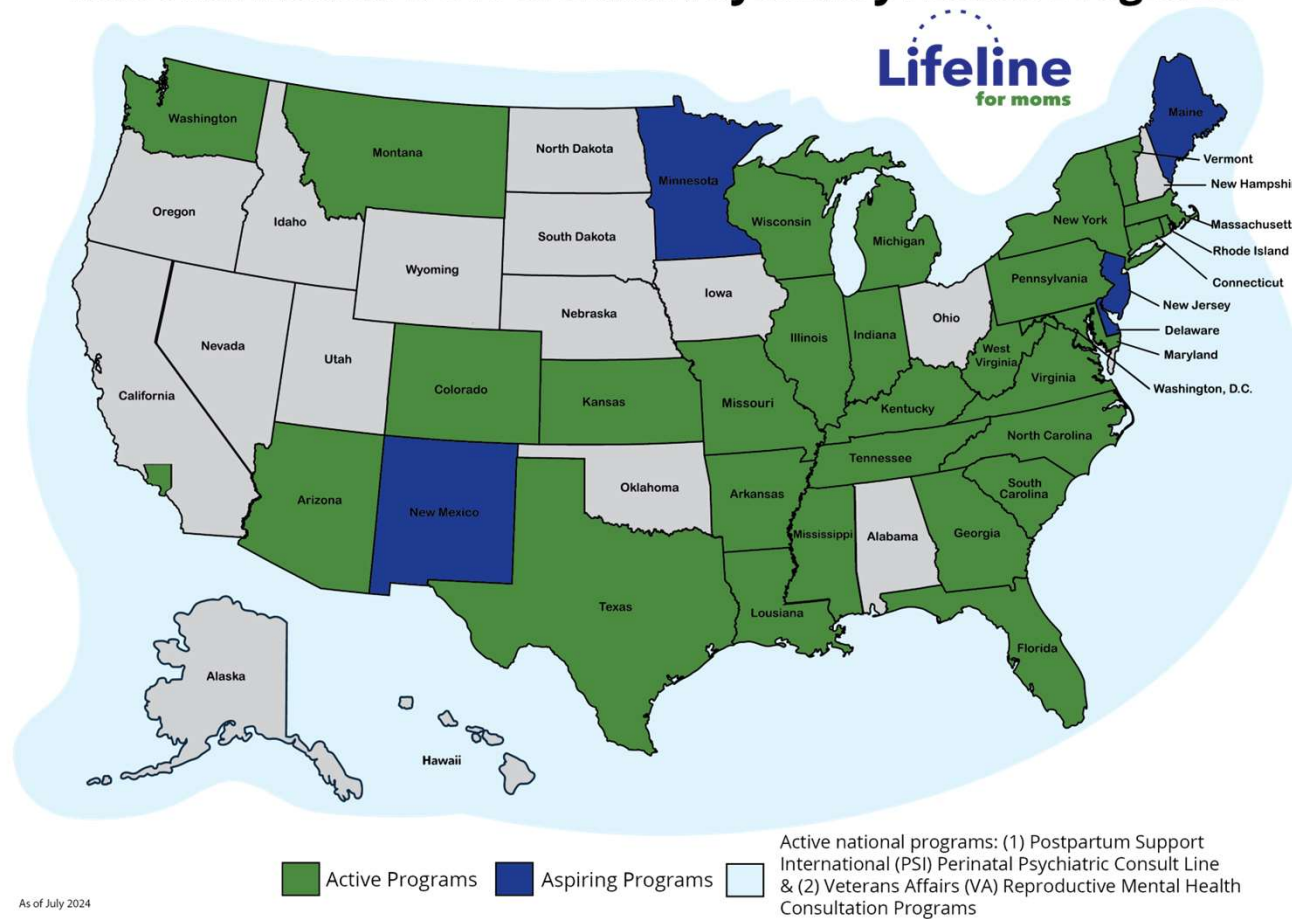 Lifeline
for moms
Washington
Montana
North Dakota
Minnesota
Maine
Vermont
New Hampshi
Oregon
Idaho
South Dakota
Wisconsin
Michigan
New York
Massachusett
Rhode Island
Wyoming
Iowa
Pennsylvania
Connecticut
New Jersey
Nebraska
Ohio
Delaware
Nevada
Utah
Illinois
Indiana
West
Virginia
Maryland
California
Colorado
Kansas
Missouri
Virginia
Washington, D.C.
Kentucky
North Carolina
Tennessee
Arizona
New Mexico
Oklahoma
Arkansas
South
Carolina
Mississippi
Alabama
Georgia
Texas
Lousiana
Florida
Alaska
Hawaii
Active Programs
Aspiring Programs
Active national programs: (1) Postpartum Support
International (PSI) Perinatal Psychiatric Consult Line
& (2) Veterans Affairs (VA) Reproductive Mental Health
Consultation Programs
As of July 2024